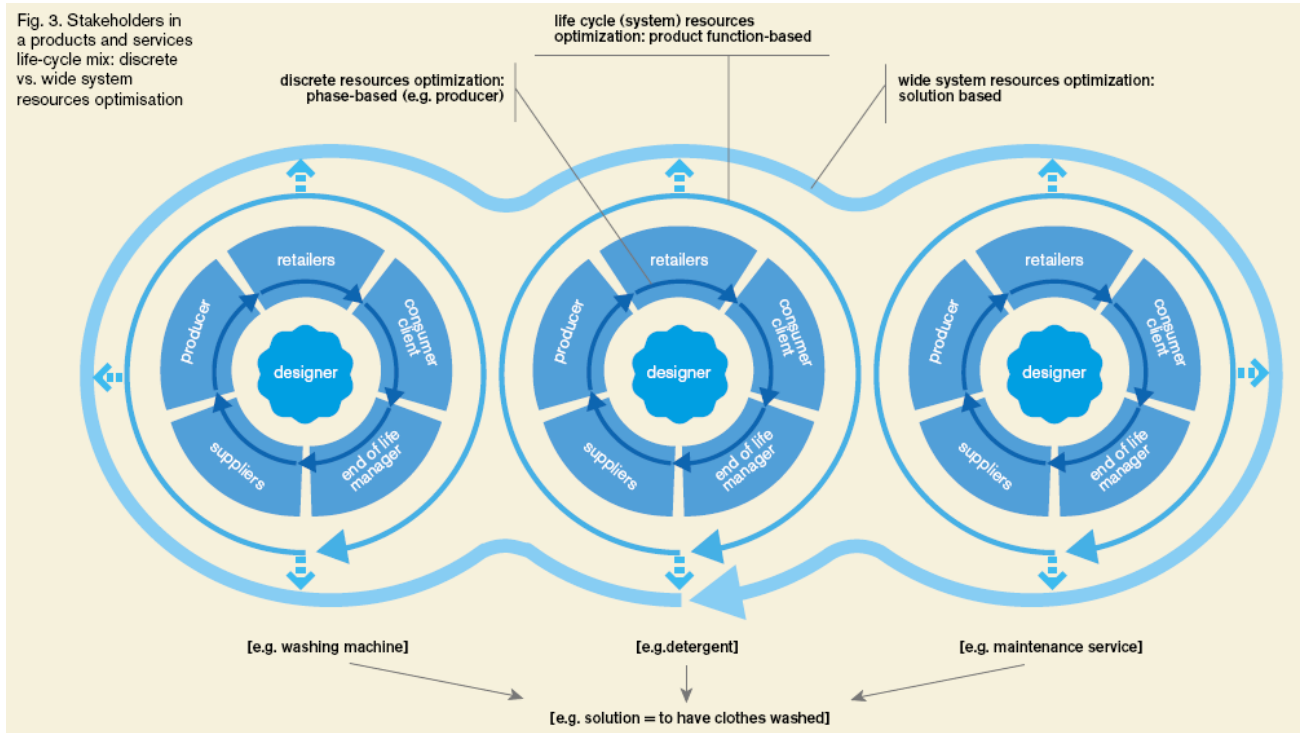 Fig. 3. Stakeholders in
a products and services
life-cycle mix: discrete
vs. wide system
resources optimisation
life cycle (system) resources
optimization: product function-based
discrete resources optimization:
phase-based (e.g. producer)
wide system resources optimization:
solution based
retailers
producer
consumer
client
designer
suppliers
end of life
manager
retailers
producer
consumer
client
designer
suppliers
end of life
manager
retailers
producer
consumer
client
designer
suppliers
end of life
manager
[e.g. washing machine]
[e.g.detergent]
[e.g. maintenance service]
[e.g. solution = to have clothes washed]